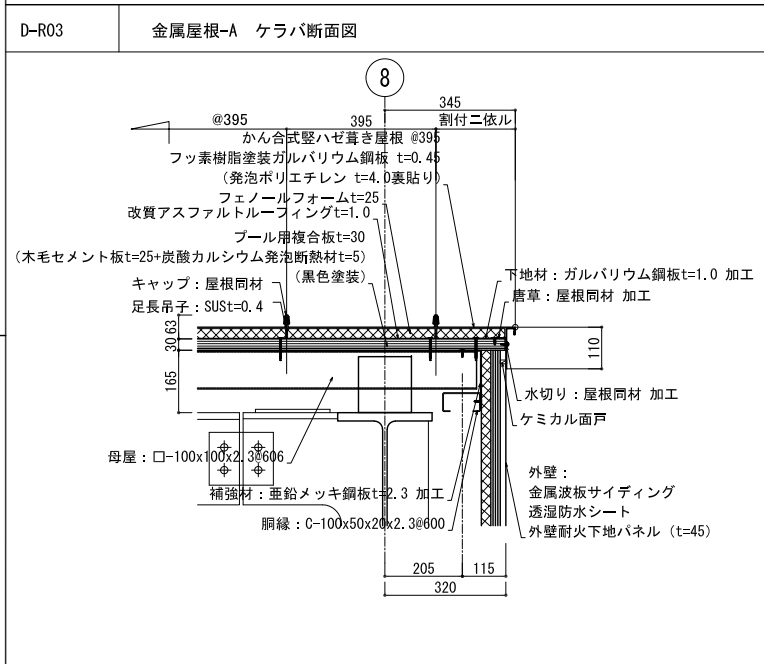 D-R03
金属屋根-A ケラバ断面図
8
345
@395
395
割付ニ依ル
かん合式竪ハゼ葺き屋根 @395
フッ素樹脂塗装ガルバリウム鋼板 t=0.45
(発泡ポリエチレン t=4.0裏貼り)
フェノールフォームt=25
改質アスファルトルーフィングt=1.0
プール用複合板t=30
(木毛セメント板t=25+炭酸カルシウム発泡断熱材t=5)
(黒色塗装)
キャップ：屋根同材
足長吊子：SUSt=0.4
下地材：ガルバリウム鋼板t=1.0 加工
唐草：屋根同材 加工
63
30
165
110
水切り：屋根同材 加工
ケミカル面戸
母屋：□-100x100x2.3@606
補強材：亜鉛メッキ鋼板t=2.3 加工
胴縁：C-100x50x20x2.3@600
外壁：
金属波板サイディング
透湿防水シート
外壁耐火下地パネル (t=45)
205
115
320